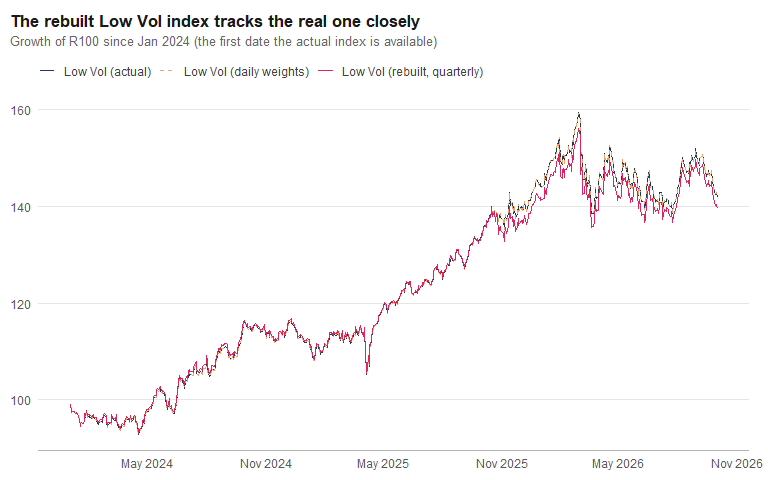 The rebuilt Low Vol index tracks the real one closely
Growth of R100 since Jan 2024 (the first date the actual index is available)
Low Vol (actual) Low Vol (daily weights) Low Vol (rebuilt, quarterly)
160
140
120
100
May 2024 Nov 2024 May 2025 Nov 2025 May 2026 Nov 2026